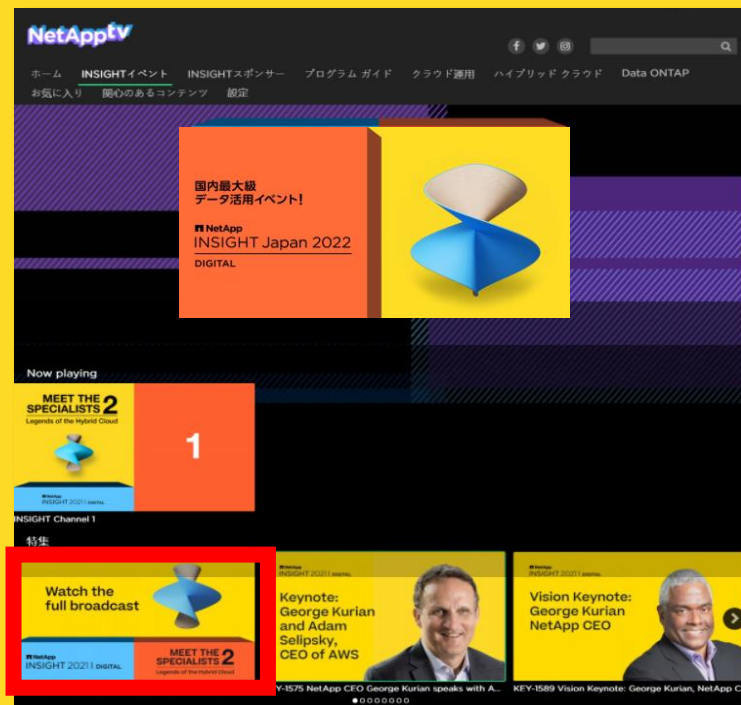 NetApptv
ホーム INSIGHTイベント INSIGHTスポンサー プログラム ガイド クラウド運用 ハイブリッド クラウド Data ONTAP
お気に入り 関心のあるコンテンツ 設定
国内最大級
データ活用イベント!
NetApp
INSIGHT Japan 2022
DIGITAL
Now playing
MEET THE
SPECIALISTS 2
Legends of the Hybrid Cloud
1
NetApp
INSIGHT 2021 | DIGITAL
INSIGHT Channel 1
特集
Watch the
full broadcast
NetApp
INSIGHT 2021 | DIGITAL
MEET THE
SPECIALISTS 2
Legends of the Hybrid Cloud
NetApp
INSIGHT 2021 | DIGITAL
Keynote:
George Kurian
and Adam
Selipsky,
CEO of AWS
Y-1575 NetApp CEO George Kurian speaks with A...
NetApp
INSIGHT 2021 | DIGITAL
Vision Keynote:
George Kurian
NetApp CEO
KEY-1589 Vision Keynote: George Kurian, NetApp C